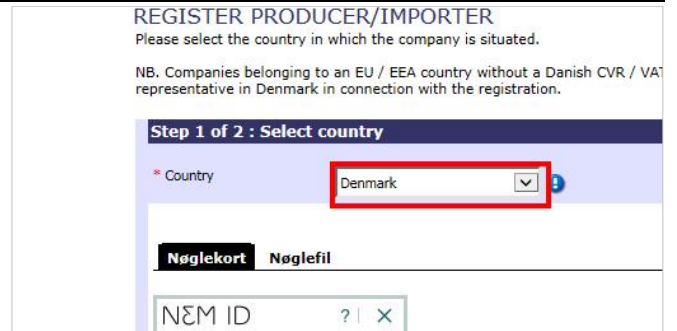 REGISTER PRODUCER/IMPORTER
Please select the country in which the company is situated.
NB. Companies belonging to an EU / EEA country without a Danish CVR / VAT
representative in Denmark in connection with the registration.
Step 1 of 2 : Select country
* Country
Denmark
Nøglekort Nøglefil
NEM ID ? X